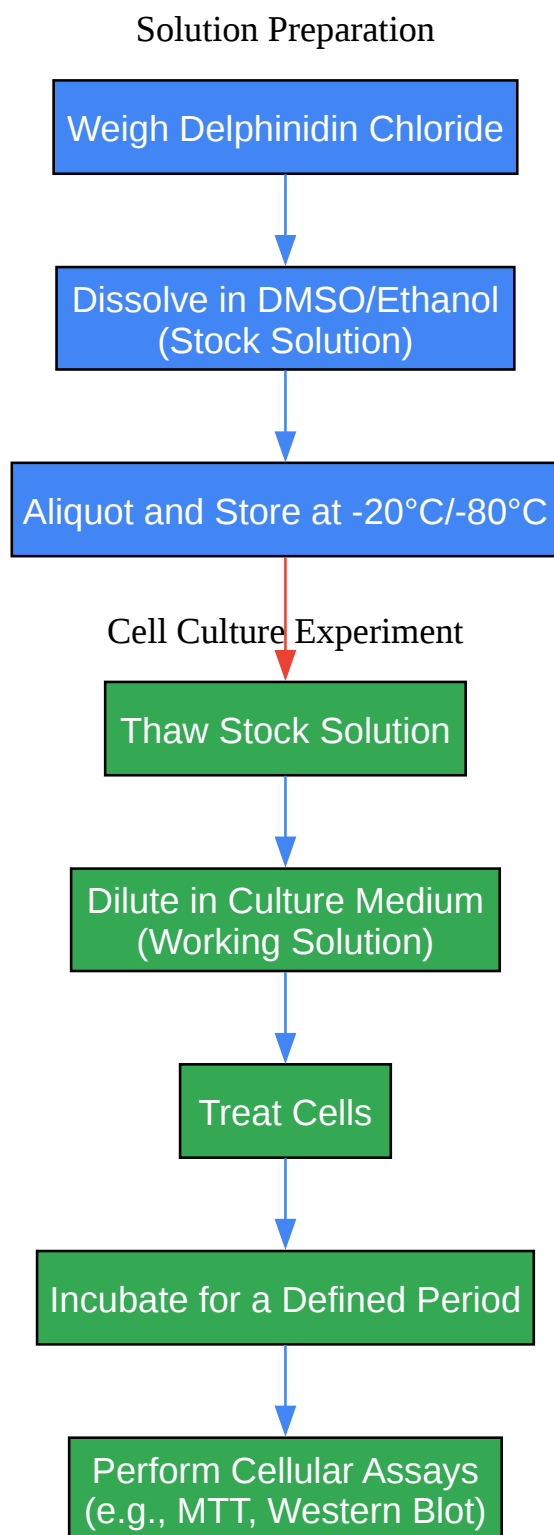 Solution Preparation
Weigh Delphinidin Chloride
Dissolve in DMSO/Ethanol
(Stock Solution)
Aliquot and Store at -20°C/-80°C
Cell Culture Experiment
Thaw Stock Solution
Dilute in Culture Medium
(Working Solution)
Treat Cells
Incubate for a Defined Period
Perform Cellular Assays
(e.g., MTT, Western Blot)